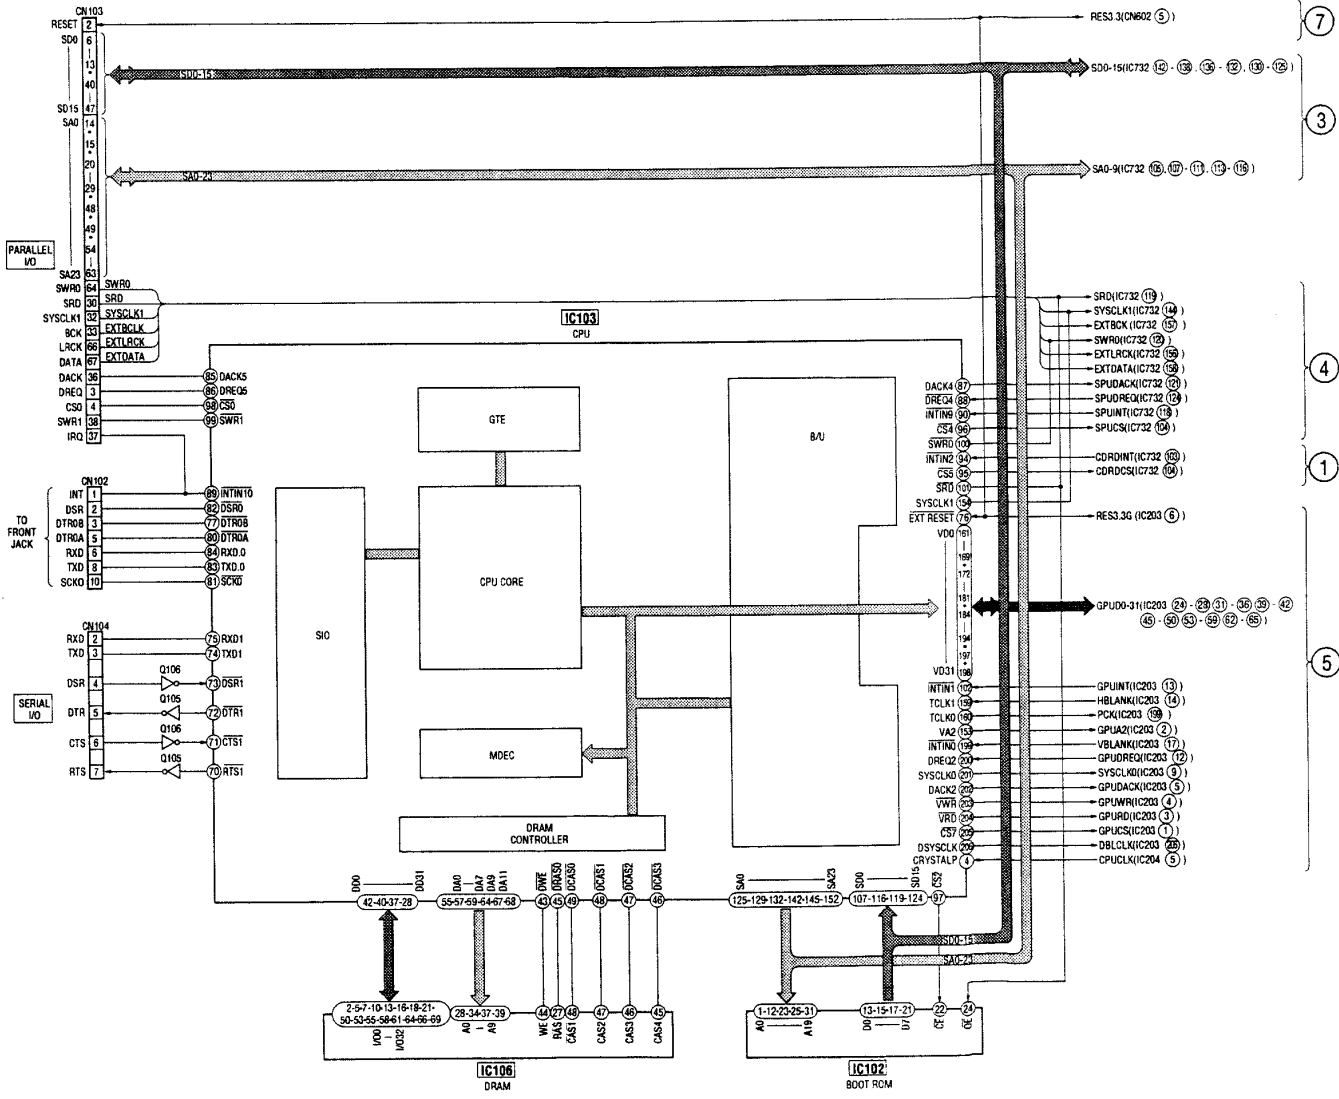 CN103
RESET 2
RES3.3(CN602 5)
7
SD0 6
13
40
SD15 47
SD0-15
SD0-15(IC732 142 - 138, 136 - 132, 130 - 125)
3
SA0 14
15
20
29
48
49
54
SA23 63
SA0-23
SA0-9(IC732 105, 107 - 111, 113 - 116)
PARALLEL
I/O
SWR0 64 SWR0
SRD 30 SRD
SYSCLK1 32 SYSCLK1
BCK 33 EXTBCLK
LRCK 66 EXTLRCK
DATA 67 EXTDATA
DACK 36
DREQ 3
CS0 4
SWR1 38
IRQ 37
85 DACK5
86 DREQ5
98 CS0
99 SWR1
IC103
CPU
SRD(IC732 119)
SYSCLK1(IC732 144)
EXTBCK(IC732 157)
SWR0(IC732 120)
EXTLRCK(IC732 156)
EXTDATA(IC732 158)
4
DACK4 87 SPUDACK(IC732 121)
DREQ4 88 SPUDREQ(IC732 124)
INTIN9 90 SPUINT(IC732 118)
CS4 96 SPUCS(IC732 104)
SWR0 100
INTIN2 94 CDRDINT(IC732 103)
CS5 95 CDRDCS(IC732 104)
1
SRD 101
SYSCLK1 154
EXT RESET 76 RES3.3G (IC203 6)
VD0 161
169
172
181
184
194
197
VD31 198
GPUD0-31(IC203 24 - 28 31 - 36 39 - 42
45 - 50 53 - 59 62 - 65)
5
INTIN1 102 GPUINT(IC203 13)
TCLK1 159 HBLANK(IC203 14)
TCLK0 160 PCK(IC203 199)
VA2 153 GPUA2(IC203 2)
INTIN0 199 VBLANK(IC203 17)
DREQ2 200 GPUDREQ(IC203 12)
SYSCLK0 201 SYSCLK0(IC203 9)
DACK2 202 GPUDACK(IC203 5)
VWR 203 GPUWR(IC203 4)
VRD 204 GPURD(IC203 3)
CS7 205 GPUCS(IC203 1)
DSYSCLK 206 DBLCLK(IC203 205)
CRYSTALP 4 CPUCLK(IC204 5)
GTE
B/U
CPU CORE
SIO
MDEC
DRAM
CONTROLLER
TO
FRONT
JACK
CN102
INT 1 89 INTIN10
DSR 2 82 DSR0
DTR0B 3 77 DTR0B
DTR0A 5 80 DTR0A
RXD 6 84 RXD.0
TXD 8 83 TXD.0
SCK0 10 81 SCK0
SERIAL
I/O
CN104
RXD 2 75 RXD1
TXD 3 74 TXD1
DSR 4 Q106 73 DSR1
DTR 5 Q105 72 DTR1
CTS 6 Q106 71 CTS1
RTS 7 Q105 70 RTS1
DD0 DD31
42-40-37-28
DA0 DA7 DA9 DA11
55-57-59-64-67-68
DWE DRAS0 DCAS0 DCAS1 DCAS2 DCAS3
43 45 49 48 47 46
SA0 SA23
125-129-132-142-145-152
SD0 SD15
107-116-119-124
CS2
97
SD0-15
SA0-23
2-5-7-10-13-16-18-21-
50-53-55-58-61-64-66-69
I/O0 - I/O32
28-34-37-39
A0 - A9
44 27 48 47 46 45
WE RAS CAS1 CAS2 CAS3 CAS4
IC106
DRAM
1-12-23-25-31
A0 A19
13-15-17-21
D0 D7
22 24
CE OE
IC102
BOOT ROM